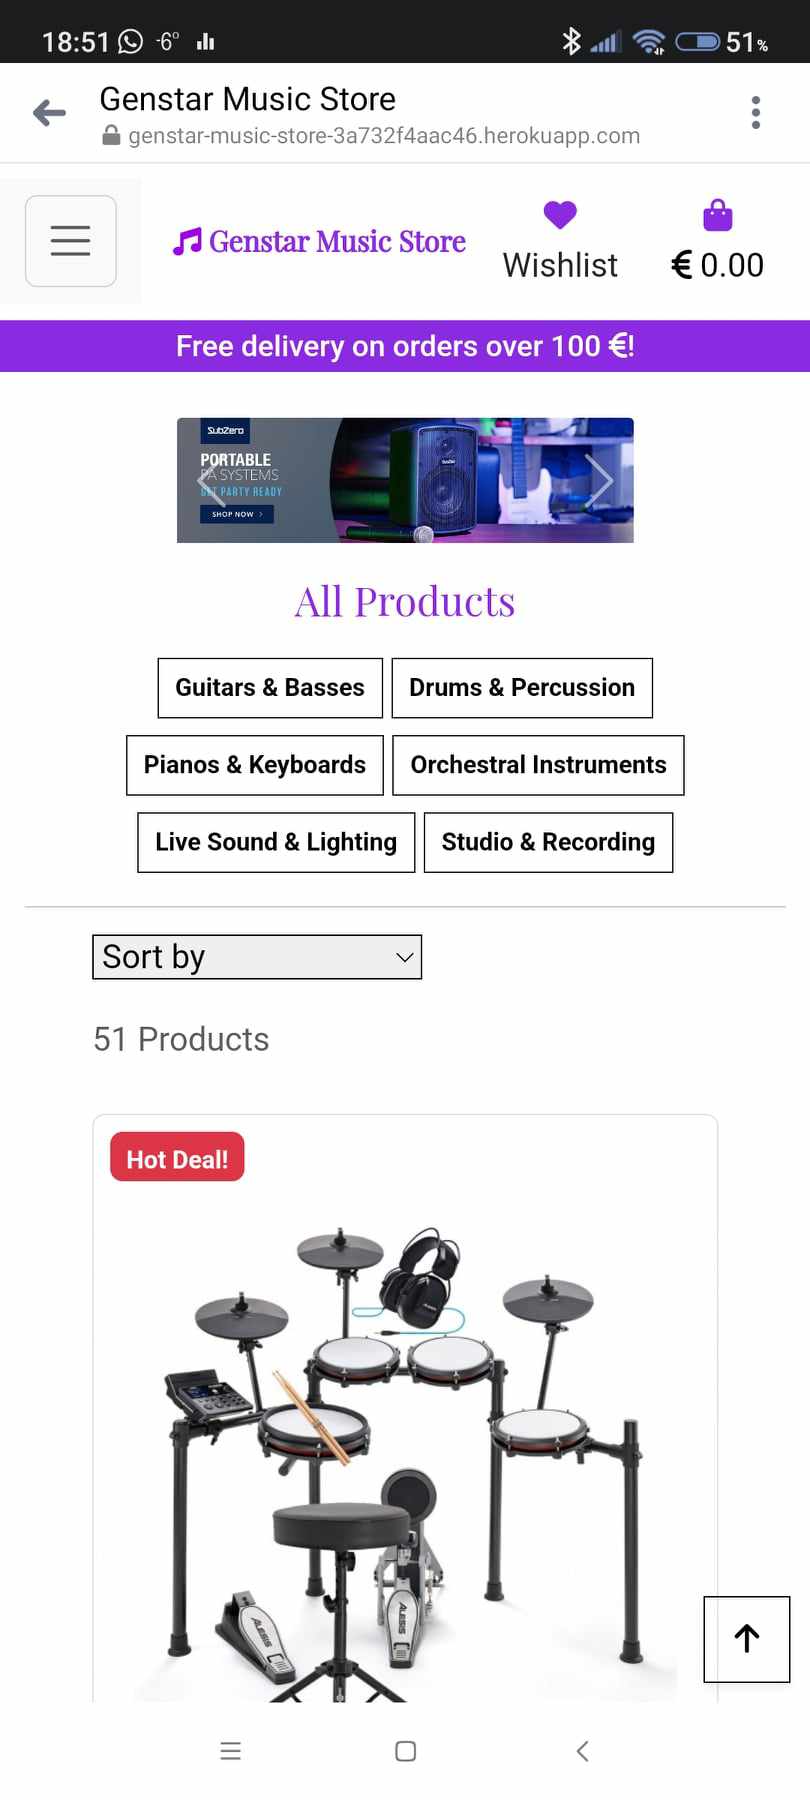 18:51 -6° 51%
Genstar Music Store
genstar-music-store-3a732f4aac46.herokuapp.com
Genstar Music Store
Wishlist
€ 0.00
Free delivery on orders over 100 €!
SubZero
PORTABLE
PA SYSTEMS
GET PARTY READY
SHOP NOW >
All Products
Guitars & Basses
Drums & Percussion
Pianos & Keyboards
Orchestral Instruments
Live Sound & Lighting
Studio & Recording
Sort by
51 Products
Hot Deal!
ALESIS
ALESIS